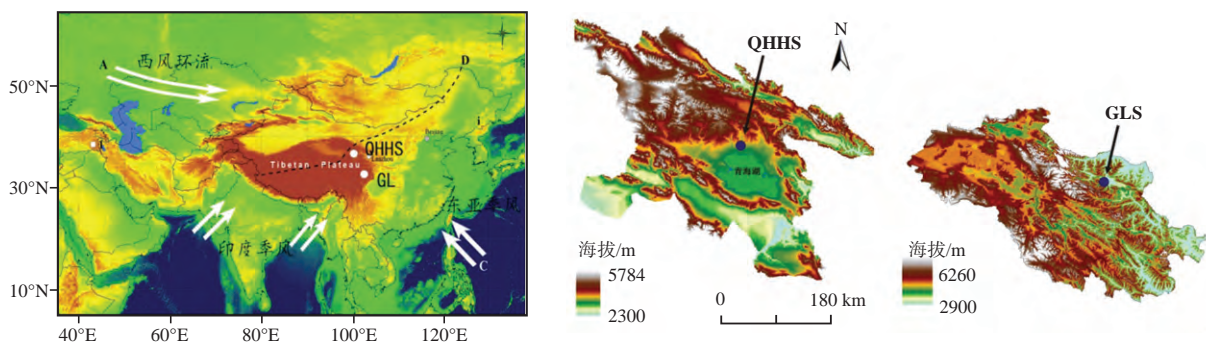 A
西风环流
D
50°N
QHHS
Tibetan Plateau
30°N
GL
东亚季风
印度季风
C
10°N
40°E
60°E
80°E
100°E
120°E
QHHS
N
青海湖
海拔/m
5784
2300
0
180 km
GLS
海拔/m
6260
2900